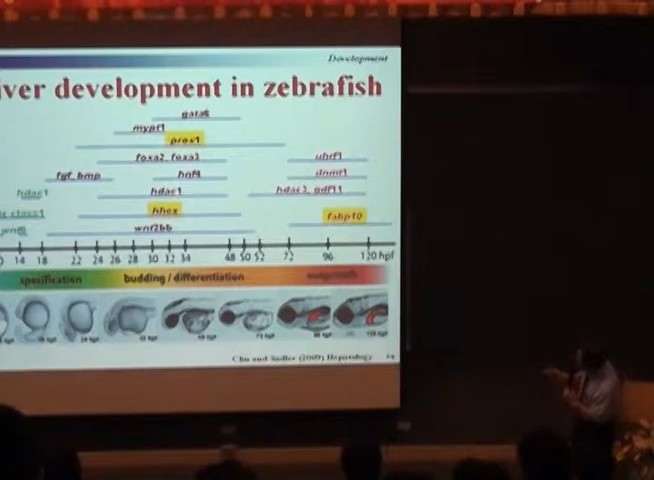 Development
iver development in zebrafish
gata6
mypt1
prox1
foxa2 foxa3 uhrf1
fgf, bmp hnf4 dnmt1
hdac1 hdac1 hdac3, gdf11
hhex fabp10
wnt2bb
14 18 22 24 26 28 30 32 34 48 50 52 72 96 120 hpf
specification budding / differentiation outgrowth
Chu and Sadler (2009) Hepatology